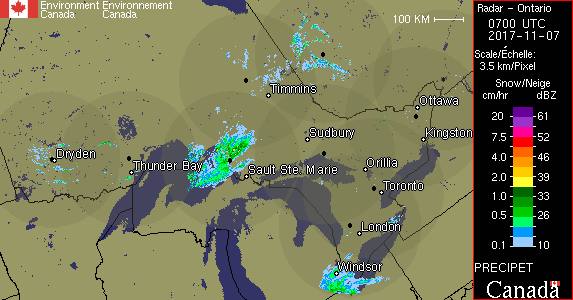 Environment Environnement
Canada Canada
100 KM
Timmins
Ottawa
Sudbury
Kingston
Dryden
Thunder Bay
Sault Ste. Marie
Orillia
Toronto
London
Windsor
Radar - Ontario
0700 UTC
2017-11-07
Scale/Échelle:
3.5 km/Pixel
Snow/Neige
cm/hr dBZ
20 61
7.5 52
4.0 46
2.0 39
1.0 33
0.5 26
0.1 10
PRECIPET
Canada